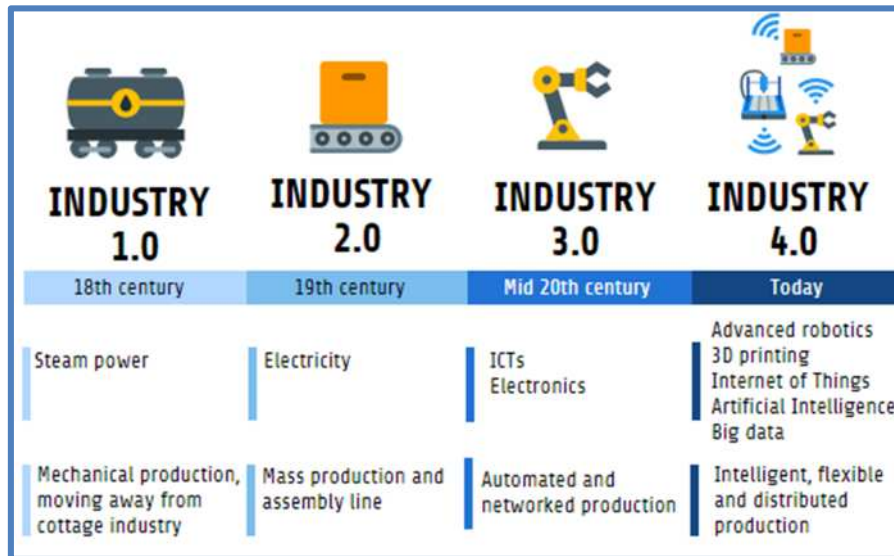 INDUSTRY
1.0
INDUSTRY
2.0
INDUSTRY
3.0
INDUSTRY
4.0
18th century
19th century
Mid 20th century
Today
Steam power
Electricity
ICTs
Electronics
Advanced robotics
3D printing
Internet of Things
Artificial Intelligence
Big data
Mechanical production,
moving away from
cottage industry
Mass production and
assembly line
Automated and
networked production
Intelligent, flexible
and distributed
production